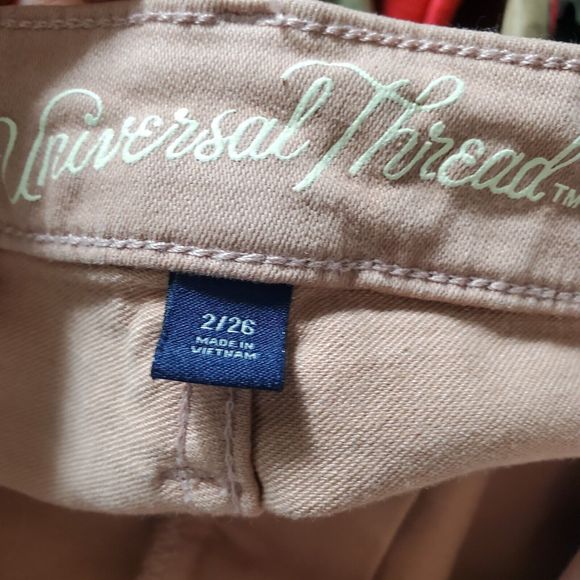 Universal Thread™
2/26
MADE IN
VIETNAM